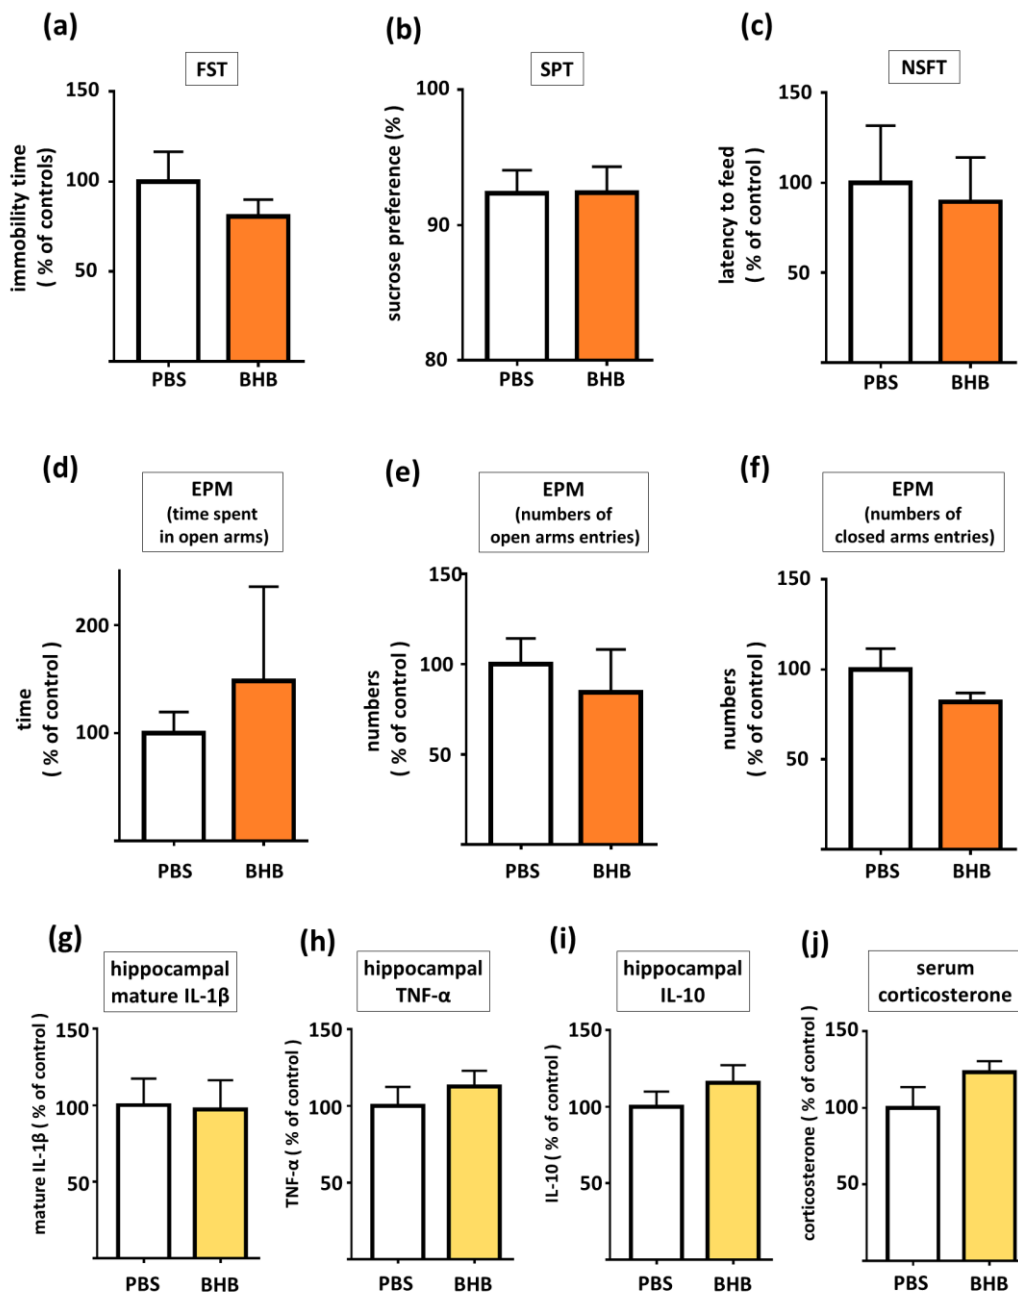 (a)
FST
immobility time
( % of controls)
150
100
50
PBS BHB
(b)
SPT
sucrose preference (%)
100
90
80
PBS BHB
(c)
NSFT
latency to feed
( % of control )
150
100
50
PBS BHB
(d)
EPM
(time spent
in open arms)
time
( % of control )
200
100
PBS BHB
(e)
EPM
(numbers of
open arms entries)
numbers
( % of control )
150
100
50
PBS BHB
(f)
EPM
(numbers of
closed arms entries)
numbers
( % of control )
150
100
50
PBS BHB
(g)
hippocampal
mature IL-1β
mature IL-1β ( % of control )
150
100
50
PBS BHB
(h)
hippocampal
TNF-α
TNF-α ( % of control )
150
100
50
PBS BHB
(i)
hippocampal
IL-10
IL-10 ( % of control )
150
100
50
PBS BHB
(j)
serum
corticosterone
corticosterone ( % of control )
150
100
50
PBS BHB